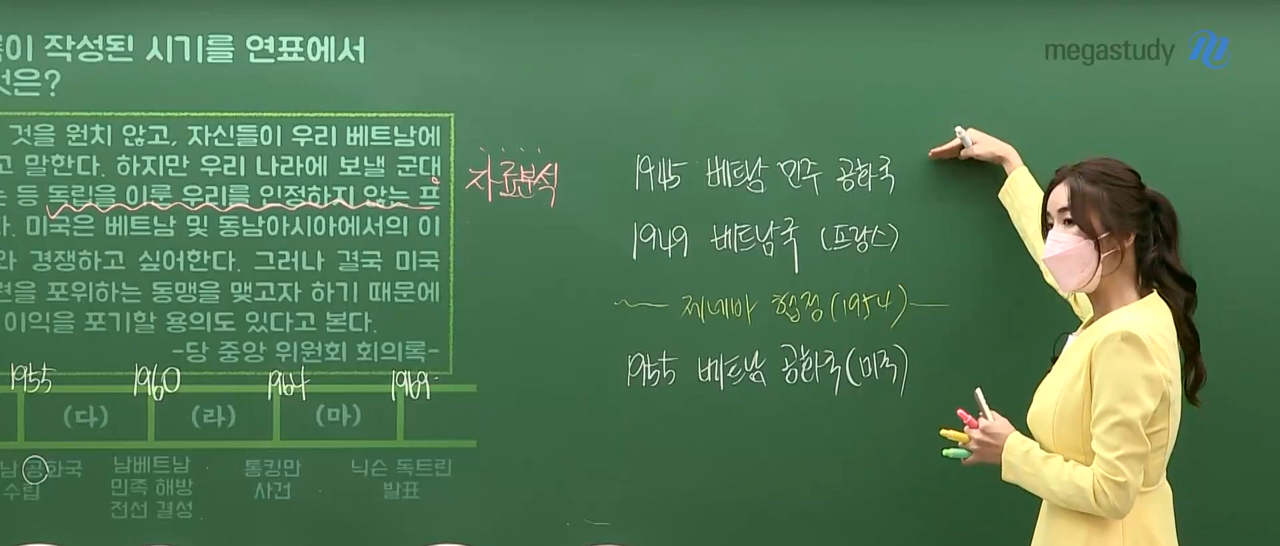 megastudy
이 작성된 시기를 연표에서
것은?
것을 원치 않고, 자신들이 우리 베트남에
고 말한다. 하지만 우리 나라에 보낼 군대
는 등 독립을 이룬 우리를 인정하지 않는 프
다. 미국은 베트남 및 동남아시아에서의 이
와 경쟁하고 싶어한다. 그러나 결국 미국
련을 포위하는 동맹을 맺고자 하기 때문에
이익을 포기할 용의도 있다고 본다.
-당 중앙 위원회 회의록-
1955 1960 1964 1969
(다) (라) (마)
남 공화국
수립
남베트남
민족 해방
전선 결성
통킹만
사건
닉슨 독트린
발표
자료분석
1945 베트남 민주 공화국
1949 베트남국 (프랑스)
제네바 협정(1954)
1955 베트남 공화국(미국)